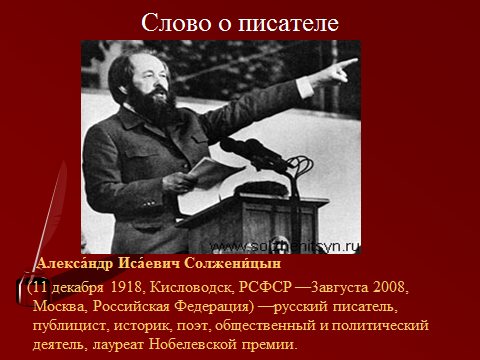 Слово о писателе
www.solzhenitsyn.ru
Алекса́ндр Иса́евич Солжени́цын
(11 декабря 1918, Кисловодск, РСФСР —3августа 2008,
Москва, Российская Федерация) —русский писатель,
публицист, историк, поэт, общественный и политический
деятель, лауреат Нобелевской премии.